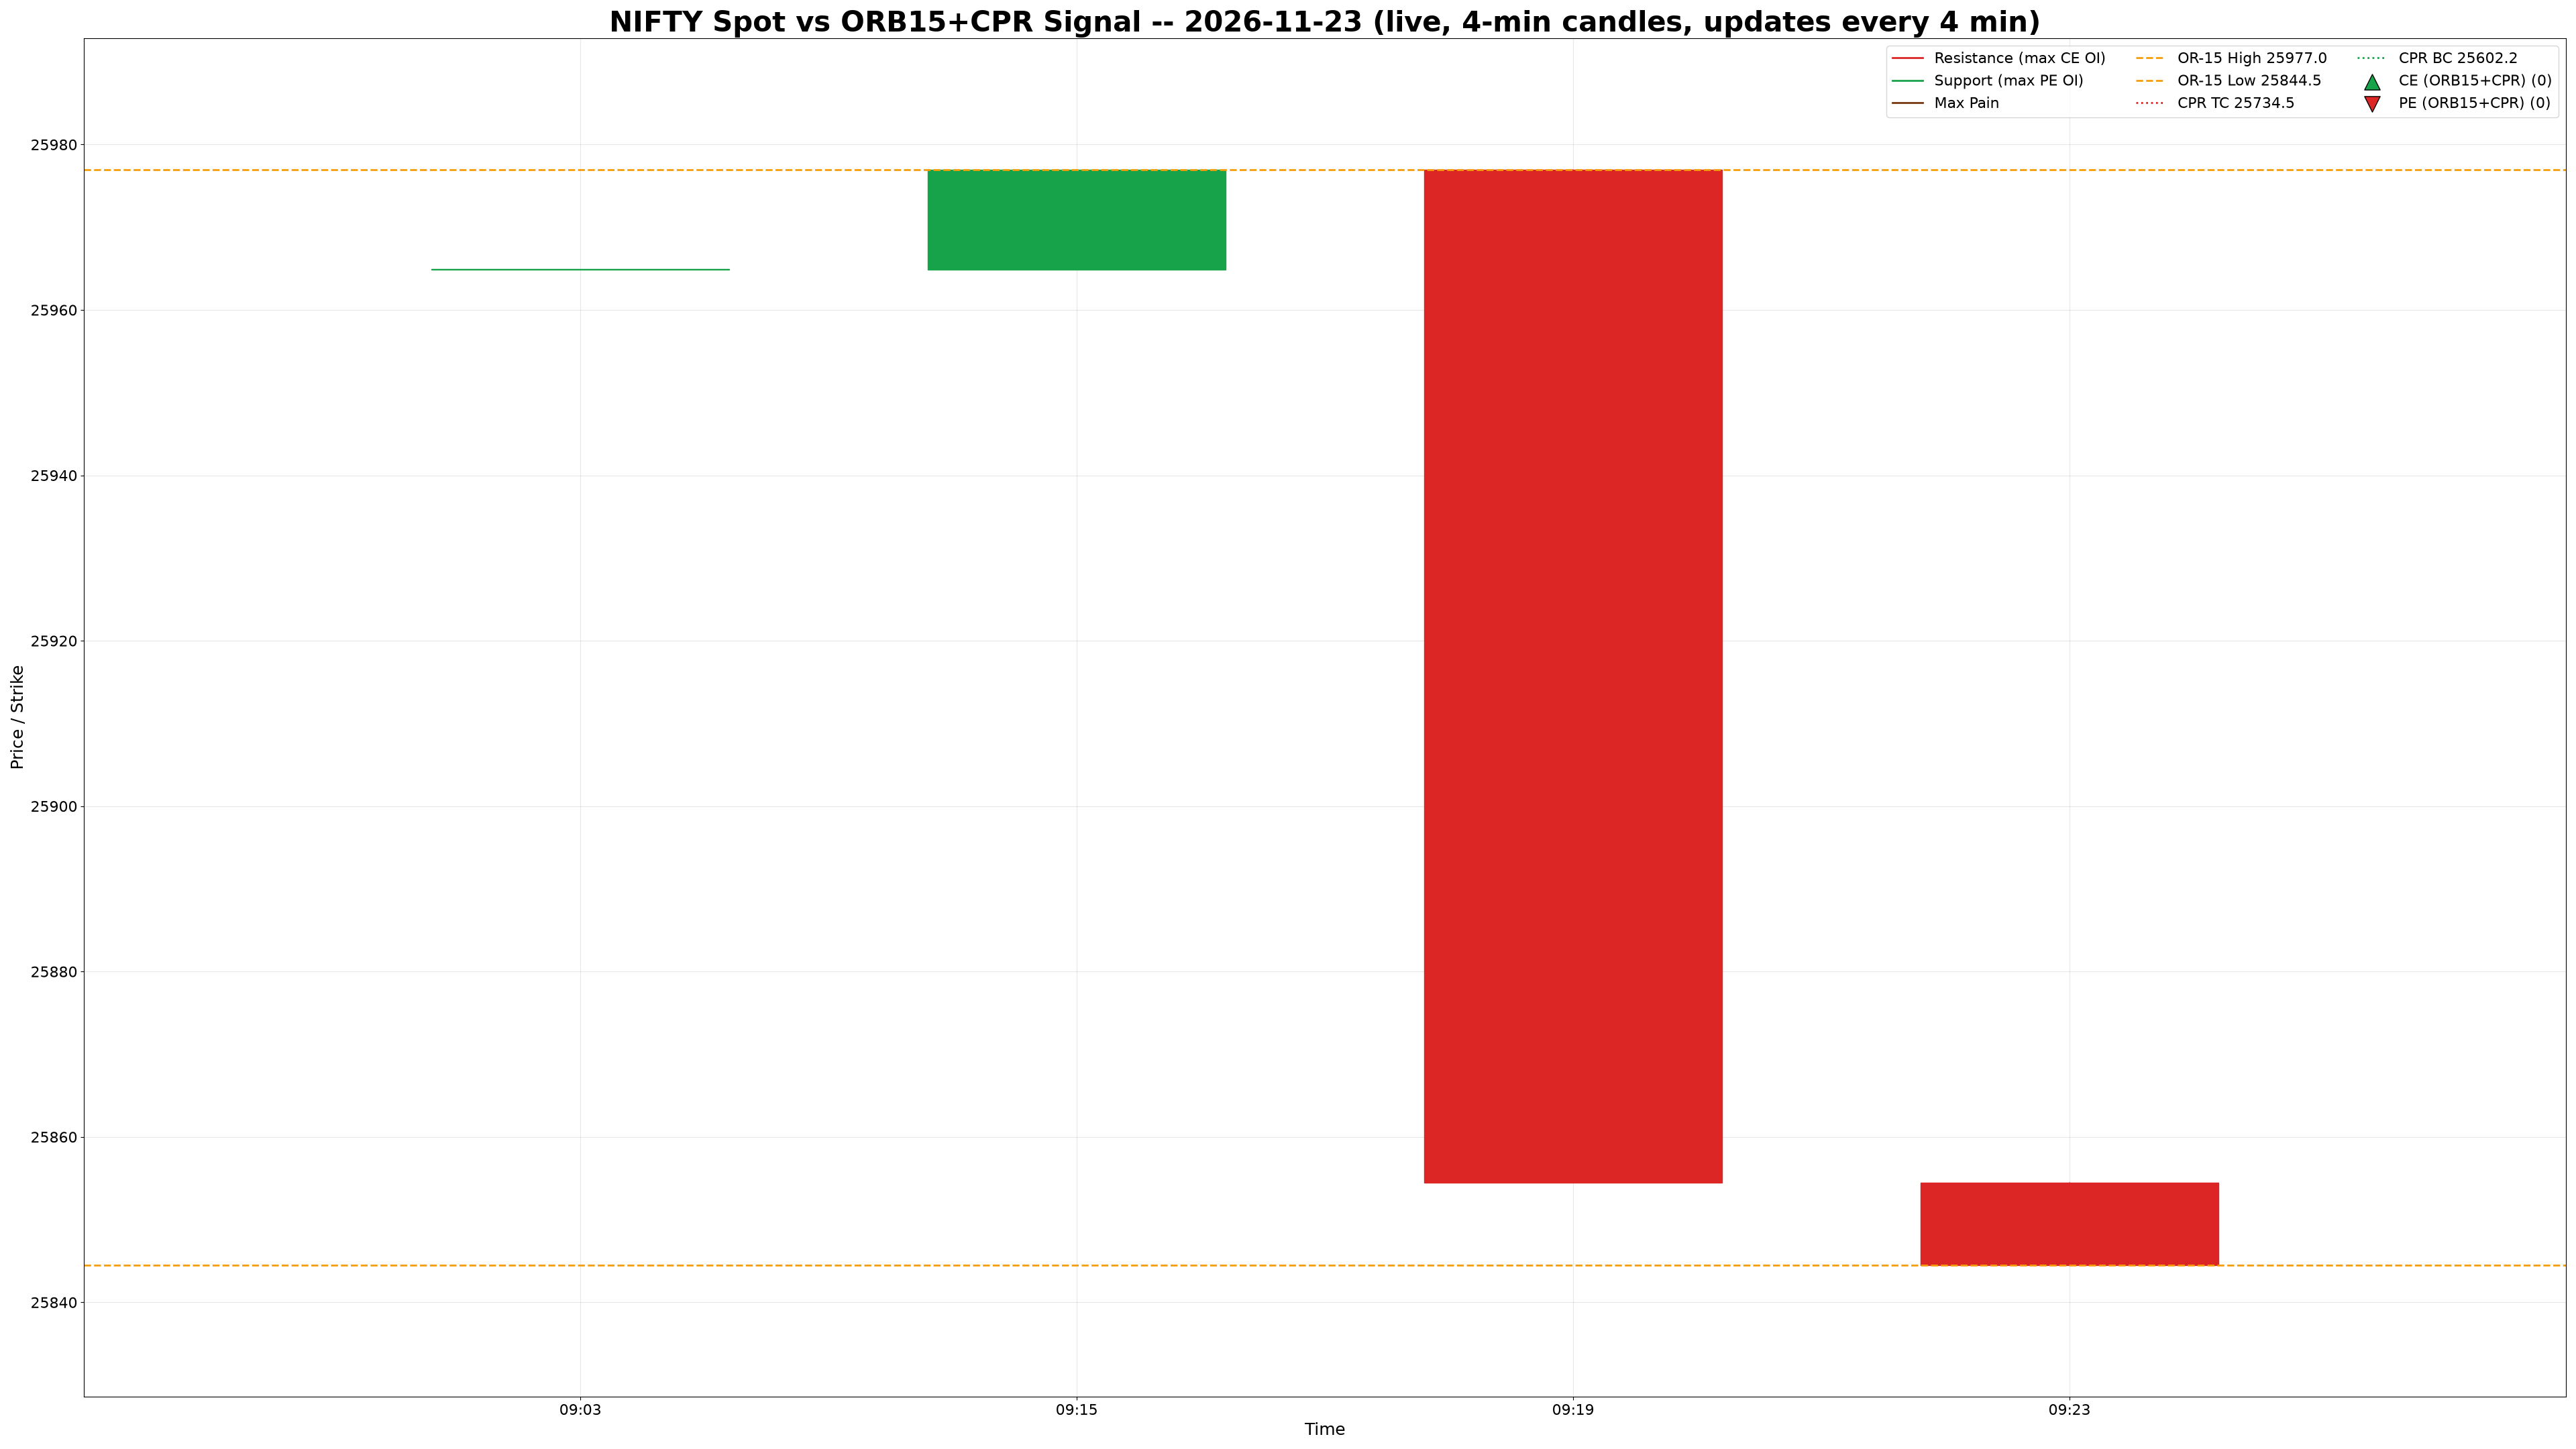 NIFTY Spot vs ORB15+CPR Signal -- 2026-11-23 (live, 4-min candles, updates every 4 min)
Resistance (max CE OI)
Support (max PE OI)
Max Pain
OR-15 High 25977.0
OR-15 Low 25844.5
CPR TC 25734.5
CPR BC 25602.2
CE (ORB15+CPR) (0)
PE (ORB15+CPR) (0)
Price / Strike
25980
25960
25940
25920
25900
25880
25860
25840
09:03
09:15
09:19
09:23
Time